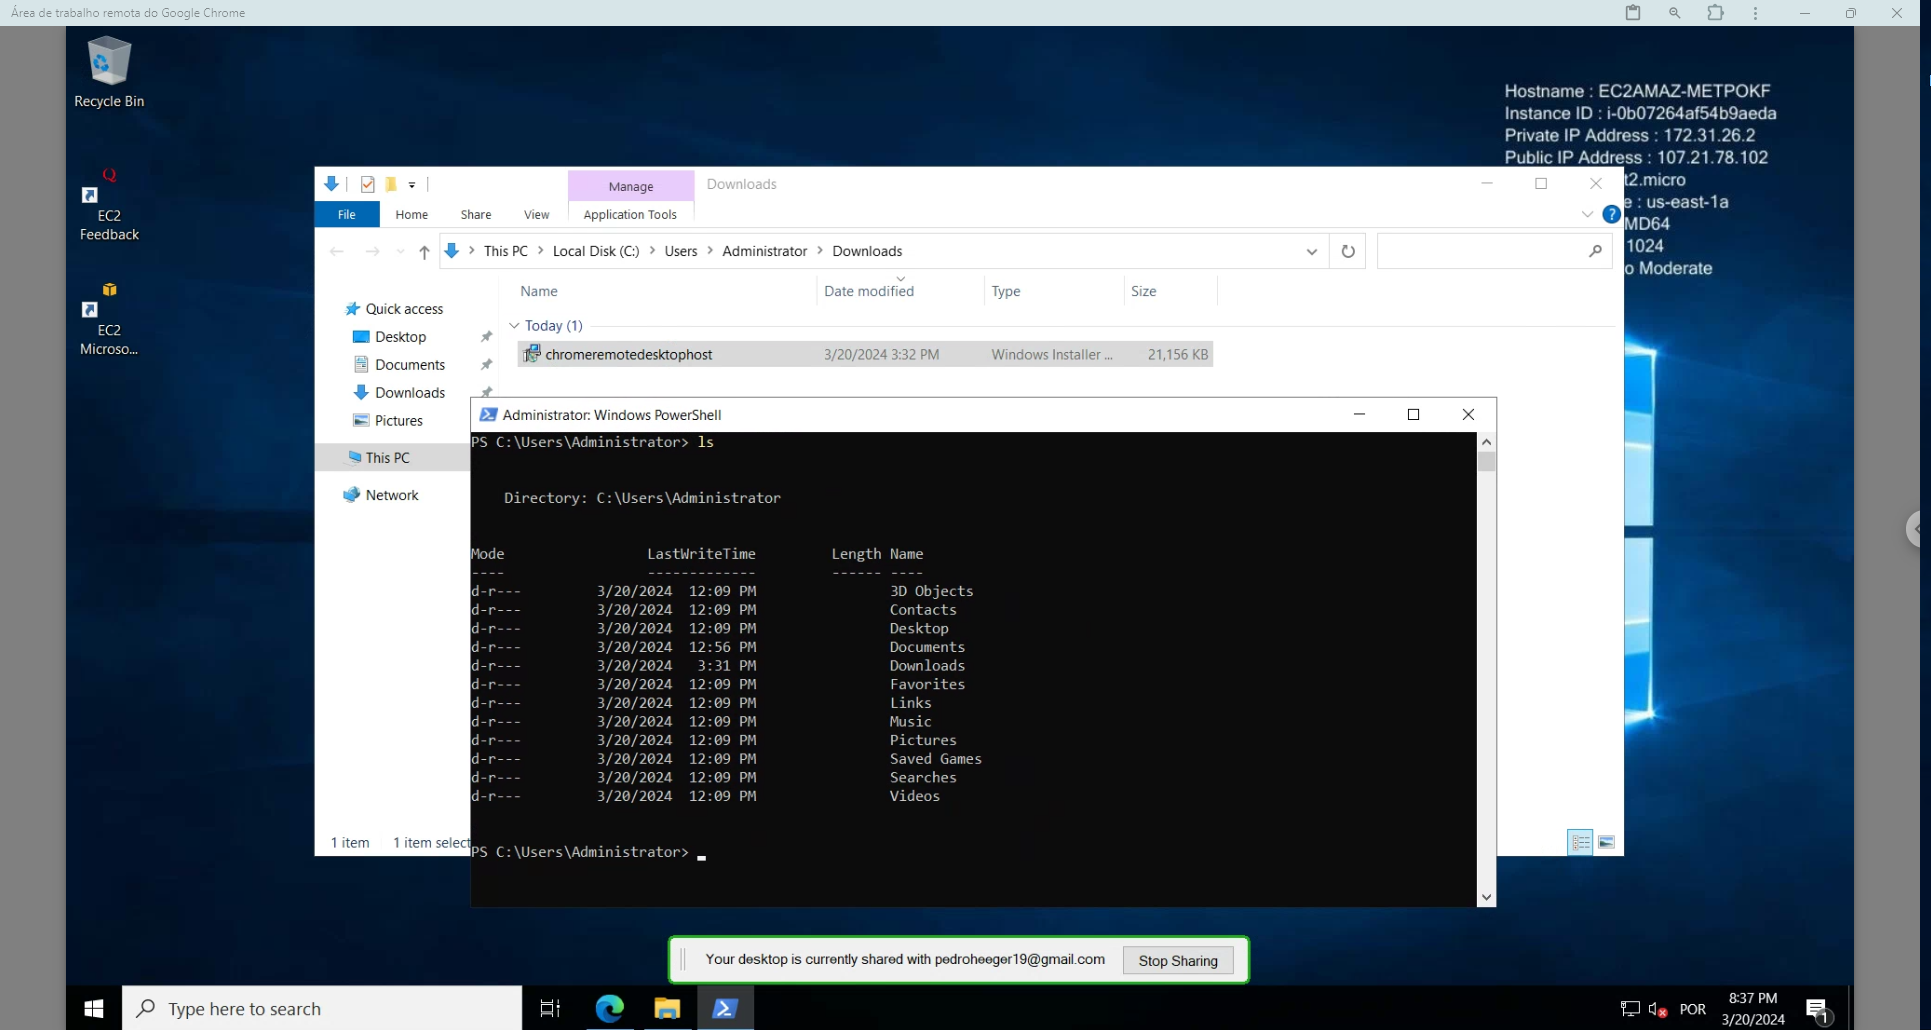 Área de trabalho remota do Google Chrome
Recycle Bin
EC2
Feedback
EC2
Microso...
Hostname : EC2AMAZ-METPOKF
Instance ID : i-0b07264af54b9aeda
Private IP Address : 172.31.26.2
Public IP Address : 107.21.78.102
t2.micro
e : us-east-1a
MD64
1024
o Moderate
Manage
Downloads
File
Home
Share
View
Application Tools
This PC
Local Disk (C:)
Users
Administrator
Downloads
Name
Date modified
Type
Size
Quick access
Desktop
Documents
Downloads
Pictures
This PC
Network
Today (1)
chromeremotedesktophost 3/20/2024 3:32 PM Windows Installer ... 21,156 KB
1 item 1 item select
Administrator: Windows PowerShell
PS C:\Users\Administrator> ls
Directory: C:\Users\Administrator
Mode LastWriteTime Length Name
---- ------------- ------ ----
d-r--- 3/20/2024 12:09 PM 3D Objects
d-r--- 3/20/2024 12:09 PM Contacts
d-r--- 3/20/2024 12:09 PM Desktop
d-r--- 3/20/2024 12:56 PM Documents
d-r--- 3/20/2024 3:31 PM Downloads
d-r--- 3/20/2024 12:09 PM Favorites
d-r--- 3/20/2024 12:09 PM Links
d-r--- 3/20/2024 12:09 PM Music
d-r--- 3/20/2024 12:09 PM Pictures
d-r--- 3/20/2024 12:09 PM Saved Games
d-r--- 3/20/2024 12:09 PM Searches
d-r--- 3/20/2024 12:09 PM Videos
PS C:\Users\Administrator> _
Your desktop is currently shared with pedroheeger19@gmail.com
Stop Sharing
Type here to search
POR
8:37 PM
3/20/2024
1